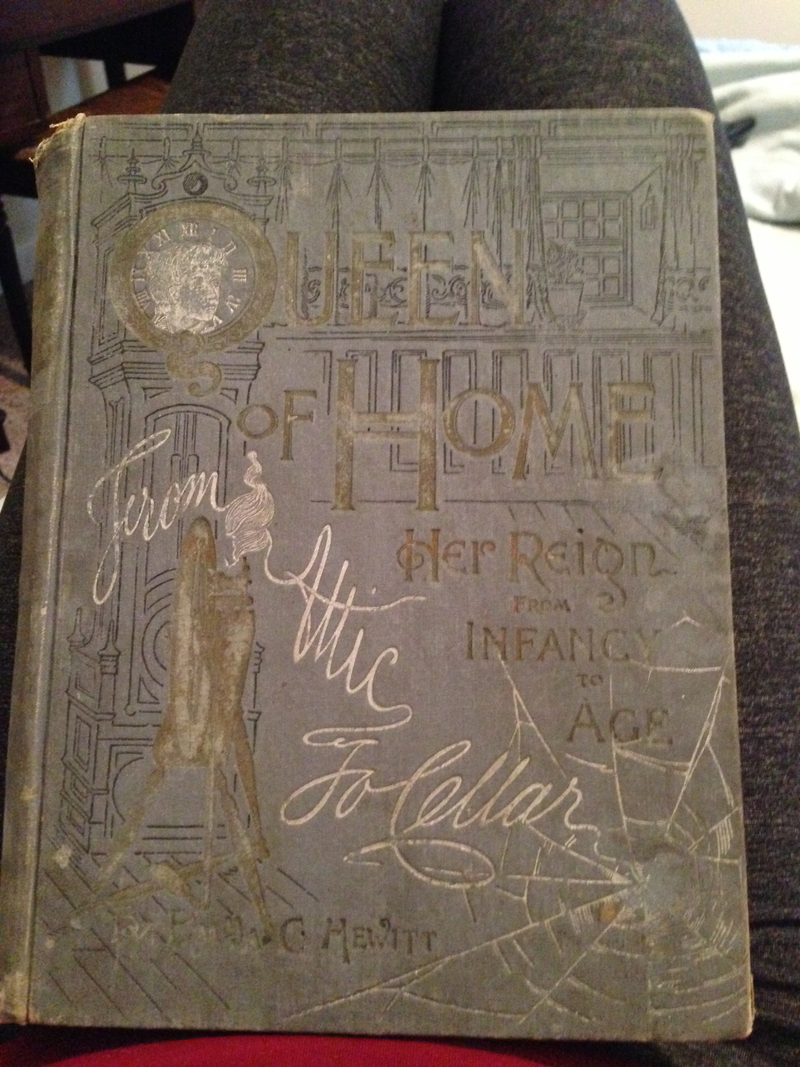 QUEEN
OF HOME
HER REIGN
FROM
INFANCY
TO
AGE
From
Attic
To Cellar
C HEWITT